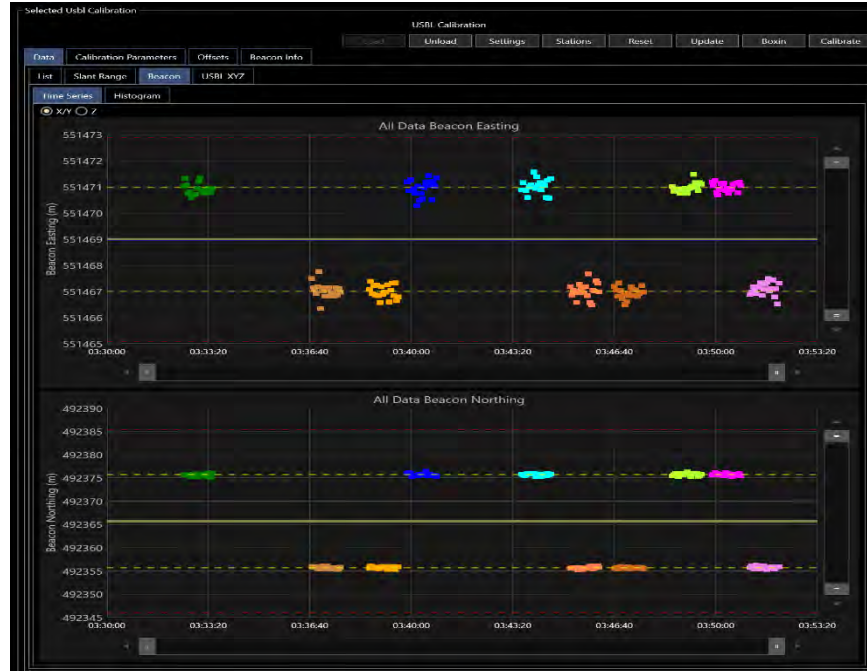 Selected Usbl Calibration
USBL Calibration
Unload Settings Stations Reset Update Boxin Calibrate
Data Calibration Parameters Offsets Beacon Info
List Slant Range Beacon USBL XYZ
Time Series Histogram
X/Y Z
All Data Beacon Easting
Beacon Easting (m)
551473
551472
551471
551470
551469
551468
551467
551466
551465
03:30:00 03:33:20 03:36:40 03:40:00 03:43:20 03:46:40 03:50:00 03:53:20
All Data Beacon Northing
Beacon Northing (m)
492390
492385
492380
492375
492370
492365
492360
492355
492350
492345
03:30:00 03:33:20 03:36:40 03:40:00 03:43:20 03:46:40 03:50:00 03:53:20